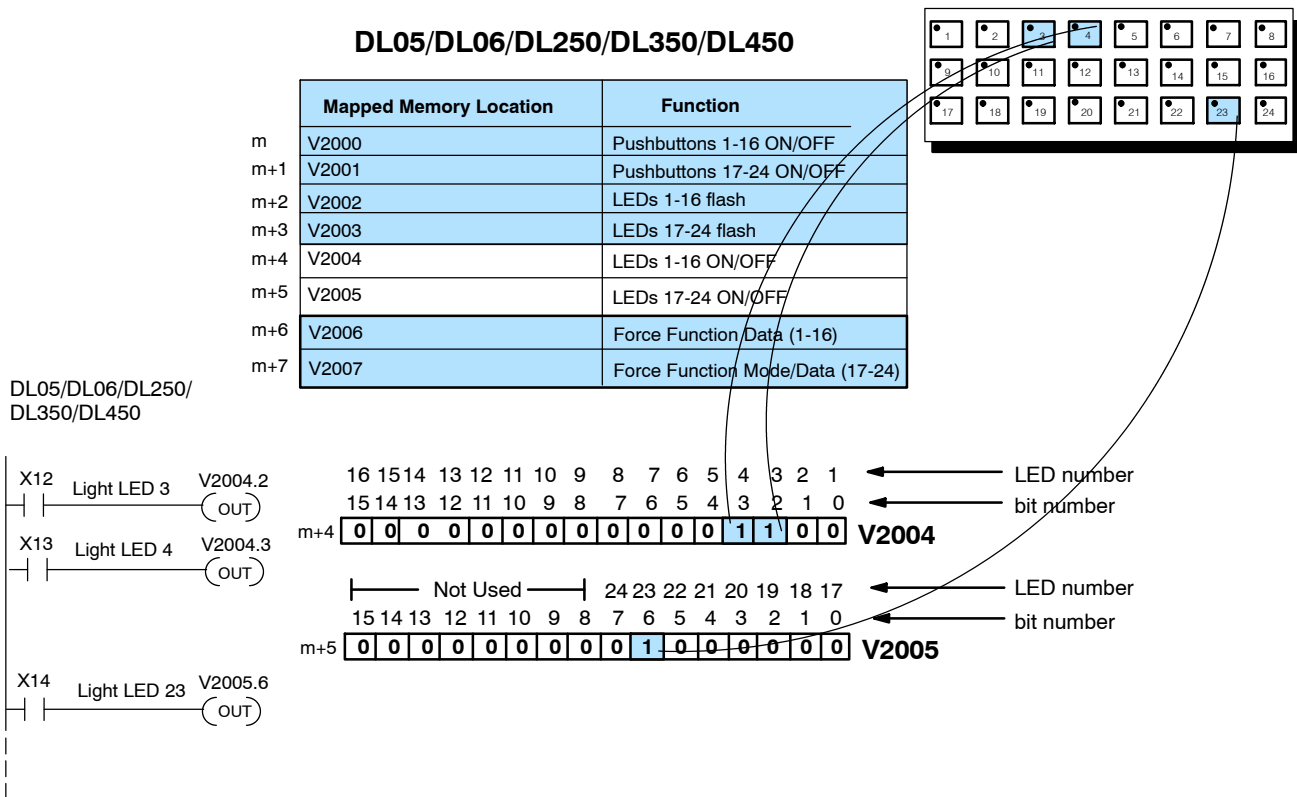 DL05/DL06/DL250/DL350/DL450
1 2 3 4 5 6 7 8
9 10 11 12 13 14 15 16
17 18 19 20 21 22 23 24
Mapped Memory Location Function
m V2000 Pushbuttons 1-16 ON/OFF
m+1 V2001 Pushbuttons 17-24 ON/OFF
m+2 V2002 LEDs 1-16 flash
m+3 V2003 LEDs 17-24 flash
m+4 V2004 LEDs 1-16 ON/OFF
m+5 V2005 LEDs 17-24 ON/OFF
m+6 V2006 Force Function Data (1-16)
m+7 V2007 Force Function Mode/Data (17-24)
DL05/DL06/DL250/
DL350/DL450
X12 Light LED 3 V2004.2
OUT
X13 Light LED 4 V2004.3
OUT
16 15 14 13 12 11 10 9 8 7 6 5 4 3 2 1 LED number
15 14 13 12 11 10 9 8 7 6 5 4 3 2 1 0 bit number
m+4 0 0 0 0 0 0 0 0 0 0 0 0 1 1 0 0 V2004
Not Used 24 23 22 21 20 19 18 17 LED number
15 14 13 12 11 10 9 8 7 6 5 4 3 2 1 0 bit number
m+5 0 0 0 0 0 0 0 0 0 1 0 0 0 0 0 0 V2005
X14 Light LED 23 V2005.6
OUT